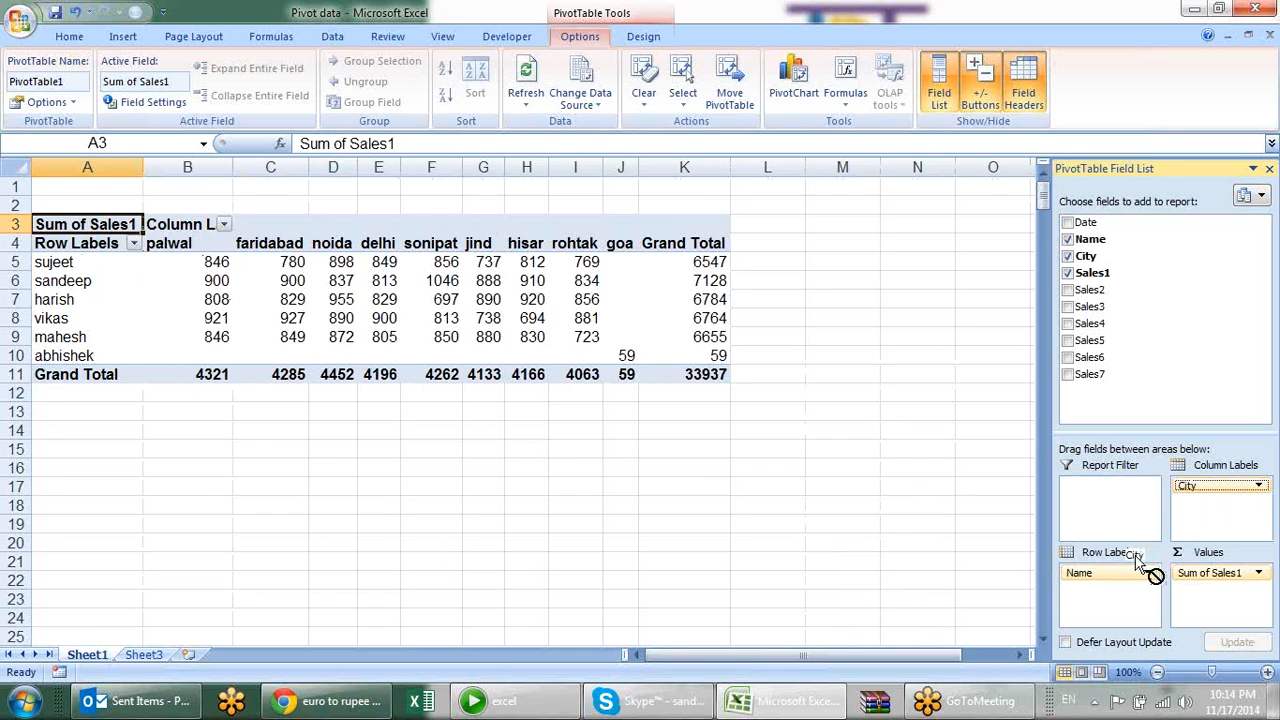 Pivot data - Microsoft Excel
PivotTable Tools
Home Insert Page Layout Formulas Data Review View Developer Options Design
PivotTable Name:
PivotTable1
Options
PivotTable
Active Field:
Sum of Sales1
Field Settings
Expand Entire Field
Collapse Entire Field
Active Field
Group Selection
Ungroup
Group Field
Group
Sort
Sort
Refresh
Change Data Source
Data
Clear
Select
Move PivotTable
Actions
PivotChart
Formulas
OLAP tools
Tools
Field List
+/- Buttons
Field Headers
Show/Hide
A3
fx
Sum of Sales1
A B C D E F G H I J K L M N O
1
2
3 Sum of Sales1 Column L
4 Row Labels palwal faridabad noida delhi sonipat jind hisar rohtak goa Grand Total
5 sujeet 846 780 898 849 856 737 812 769 6547
6 sandeep 900 900 837 813 1046 888 910 834 7128
7 harish 808 829 955 829 697 890 920 856 6784
8 vikas 921 927 890 900 813 738 694 881 6764
9 mahesh 846 849 872 805 850 880 830 723 6655
10 abhishek 59 59
11 Grand Total 4321 4285 4452 4196 4262 4133 4166 4063 59 33937
12
13
14
15
16
17
18
19
20
21
22
23
24
25
PivotTable Field List
Choose fields to add to report:
Date
Name
City
Sales1
Sales2
Sales3
Sales4
Sales5
Sales6
Sales7
Drag fields between areas below:
Report Filter
Column Labels
City
Row Labe
City
Σ Values
Name
Sum of Sales1
Defer Layout Update
Update
Sheet1 Sheet3
Ready
100%
Sent Items - P...
euro to rupee ...
excel
Skype™ - sand...
Microsoft Exce...
GoToMeeting
EN
10:14 PM
11/17/2014